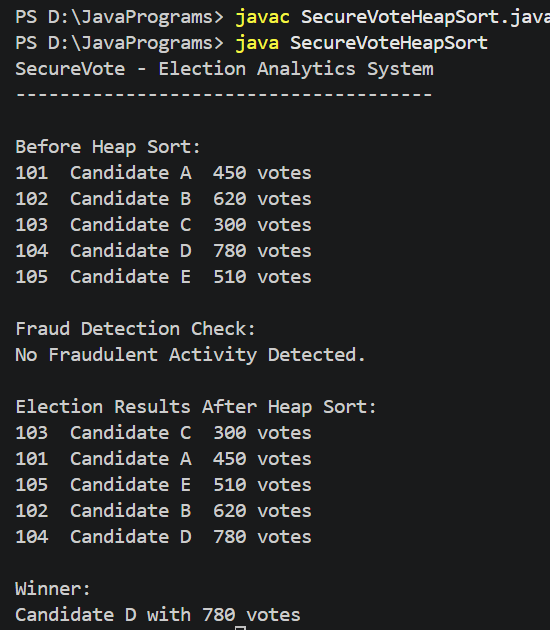 PS D:\JavaPrograms> javac SecureVoteHeapSort.java
PS D:\JavaPrograms> java SecureVoteHeapSort
SecureVote - Election Analytics System
--------------------------------------
Before Heap Sort:
101  Candidate A  450 votes
102  Candidate B  620 votes
103  Candidate C  300 votes
104  Candidate D  780 votes
105  Candidate E  510 votes
Fraud Detection Check:
No Fraudulent Activity Detected.
Election Results After Heap Sort:
103  Candidate C  300 votes
101  Candidate A  450 votes
105  Candidate E  510 votes
102  Candidate B  620 votes
104  Candidate D  780 votes
Winner:
Candidate D with 780 votes